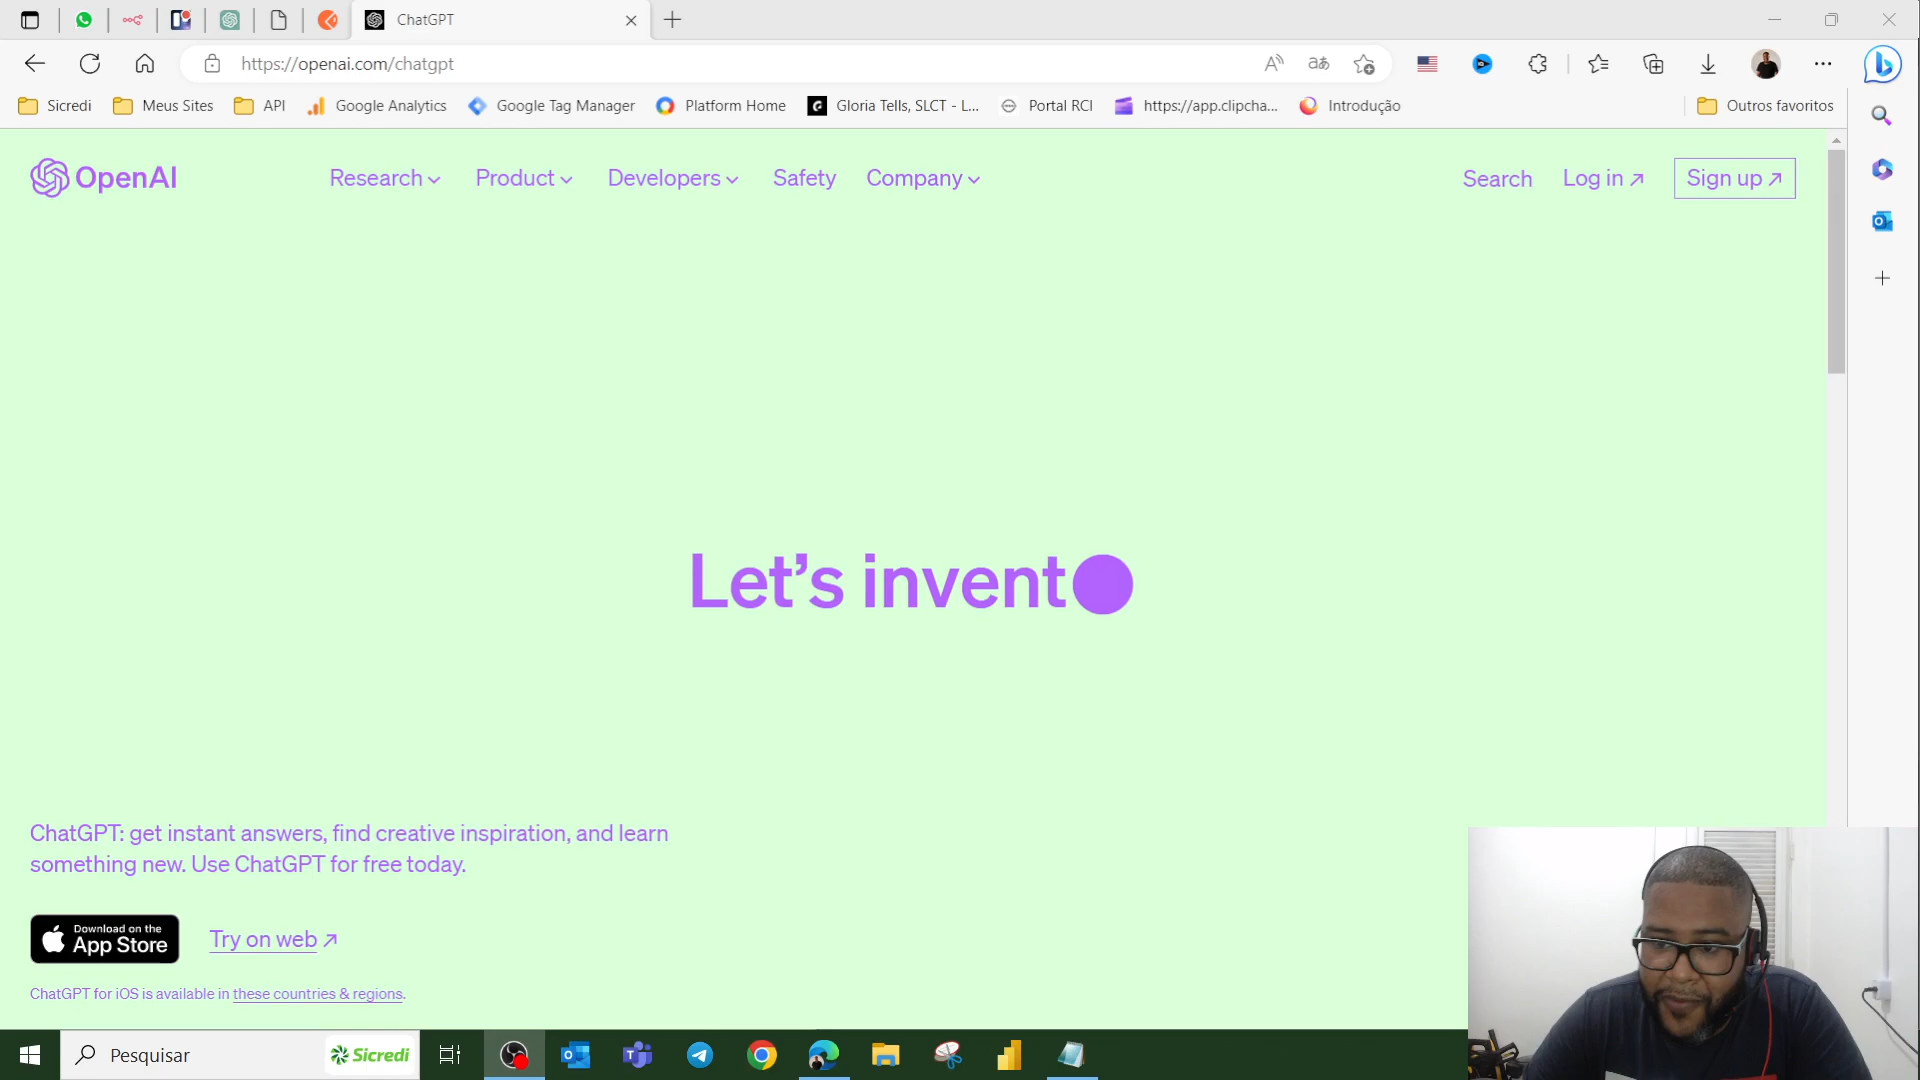 ChatGPT
https://openai.com/chatgpt
Sicredi
Meus Sites
API
Google Analytics
Google Tag Manager
Platform Home
Gloria Tells, SLCT - L...
Portal RCI
https://app.clipcha...
Introdução
Outros favoritos
OpenAI
Research
Product
Developers
Safety
Company
Search
Log in ↗
Sign up ↗
Let’s invent
ChatGPT: get instant answers, find creative inspiration, and learn
something new. Use ChatGPT for free today.
Download on the
App Store
Try on web ↗
ChatGPT for iOS is available in these countries & regions.
Pesquisar
Sicredi